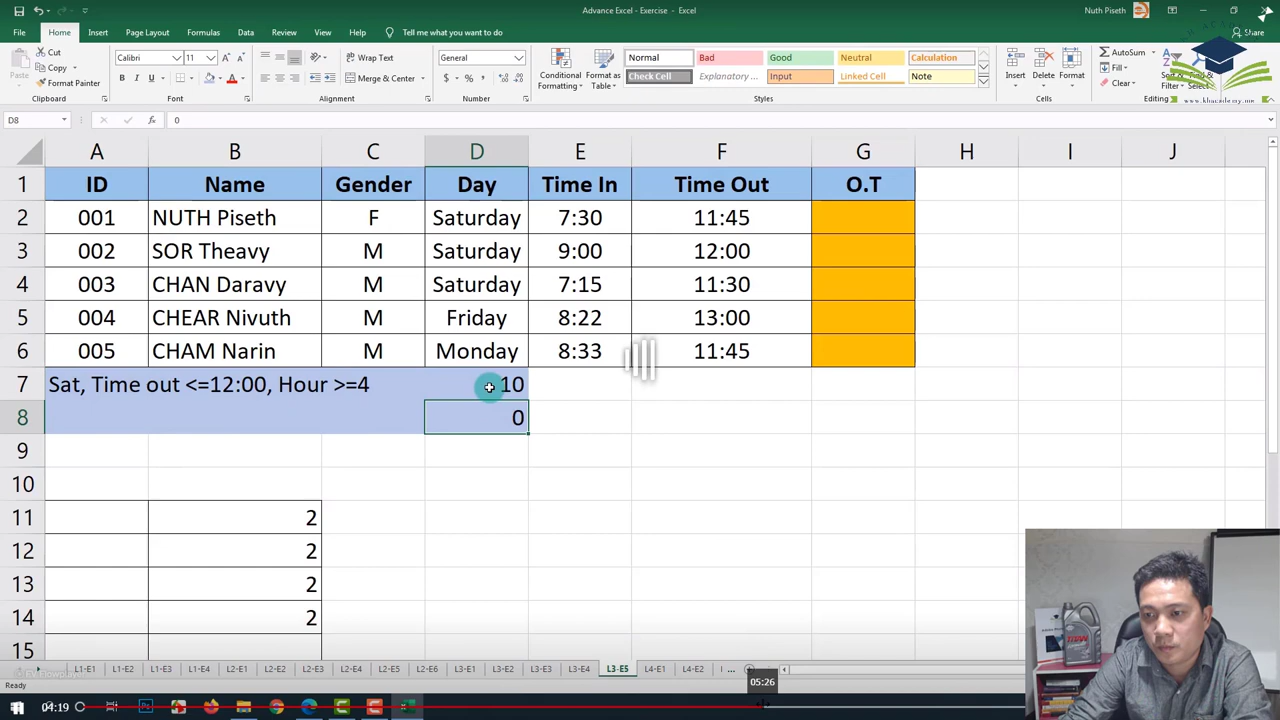 Advance Excel - Exercise - Excel
Nuth Piseth
File Home Insert Page Layout Formulas Data Review View Help Tell me what you want to do Share
Paste
Cut
Copy
Format Painter
Clipboard
Calibri 11
B I U
Font
Wrap Text
Merge & Center
Alignment
General
$ % ,
Number
Conditional Formatting
Format as Table
Normal Bad Good Neutral Calculation
Check Cell Explanatory ... Input Linked Cell Note
Styles
Insert Delete Format
Cells
AutoSum
Fill
Clear
Editing
www.khacademy.me
D8 fx 0
A B C D E F G H I J
1 ID Name Gender Day Time In Time Out O.T
2 001 NUTH Piseth F Saturday 7:30 11:45
3 002 SOR Theavy M Saturday 9:00 12:00
4 003 CHAN Daravy M Saturday 7:15 11:30
5 004 CHEAR Nivuth M Friday 8:22 13:00
6 005 CHAM Narin M Monday 8:33 11:45
7 Sat, Time out <=12:00, Hour >=4 10
8 0
9
10
11 2
12 2
13 2
14 2
15
L1-E1 L1-E2 L1-E3 L1-E4 L2-E1 L2-E2 L2-E3 L2-E4 L2-E5 L2-E6 L3-E1 L3-E2 L3-E3 L3-E4 L3-E5 L4-E1 L4-E2 ...
Ready
05:26
04:19